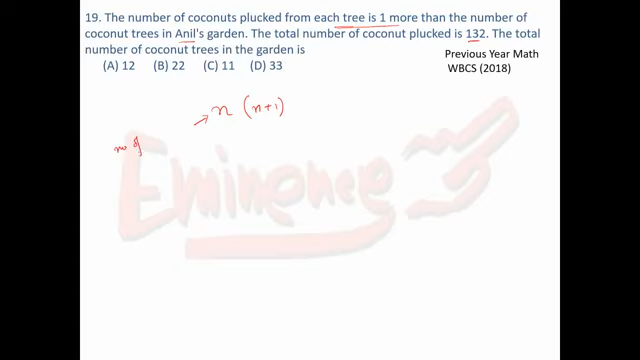 19. The number of coconuts plucked from each tree is 1 more than the number of
coconut trees in Anil's garden. The total number of coconut plucked is 132. The total
number of coconut trees in the garden is
Previous Year Math
WBCS (2018)
(A) 12 (B) 22 (C) 11 (D) 33
→ n (n+1)
no of
Eminence